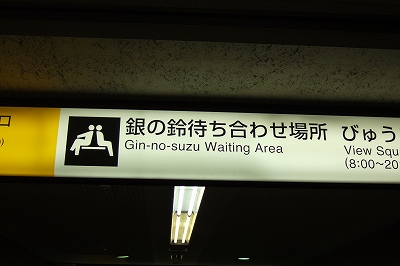 口
銀の鈴待ち合わせ場所 びゅう
Gin-no-suzu Waiting Area
View Squ
(8:00~20